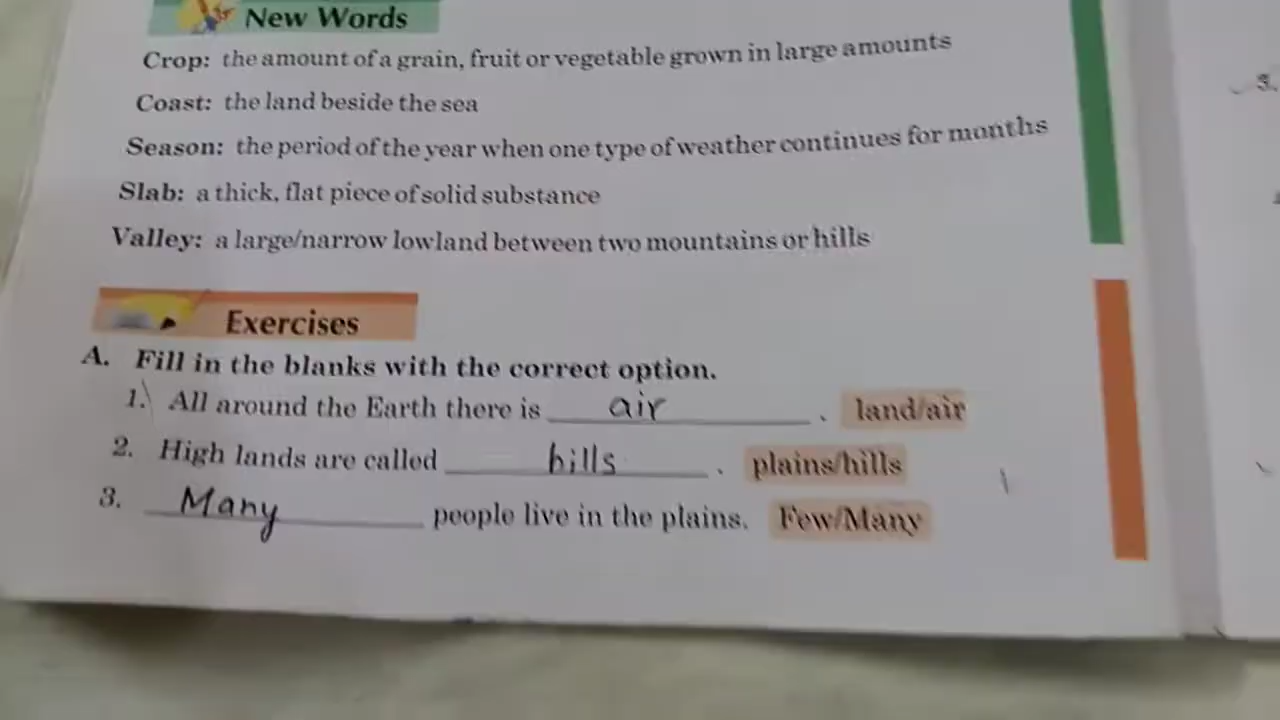 New Words
Crop: the amount of a grain, fruit or vegetable grown in large amounts
Coast: the land beside the sea
Season: the period of the year when one type of weather continues for months
Slab: a thick, flat piece of solid substance
Valley: a large/narrow lowland between two mountains or hills
Exercises
A. Fill in the blanks with the correct option.
1. All around the Earth there is air . land/air
2. High lands are called hills . plains/hills
3. Many people live in the plains. Few/Many
3.